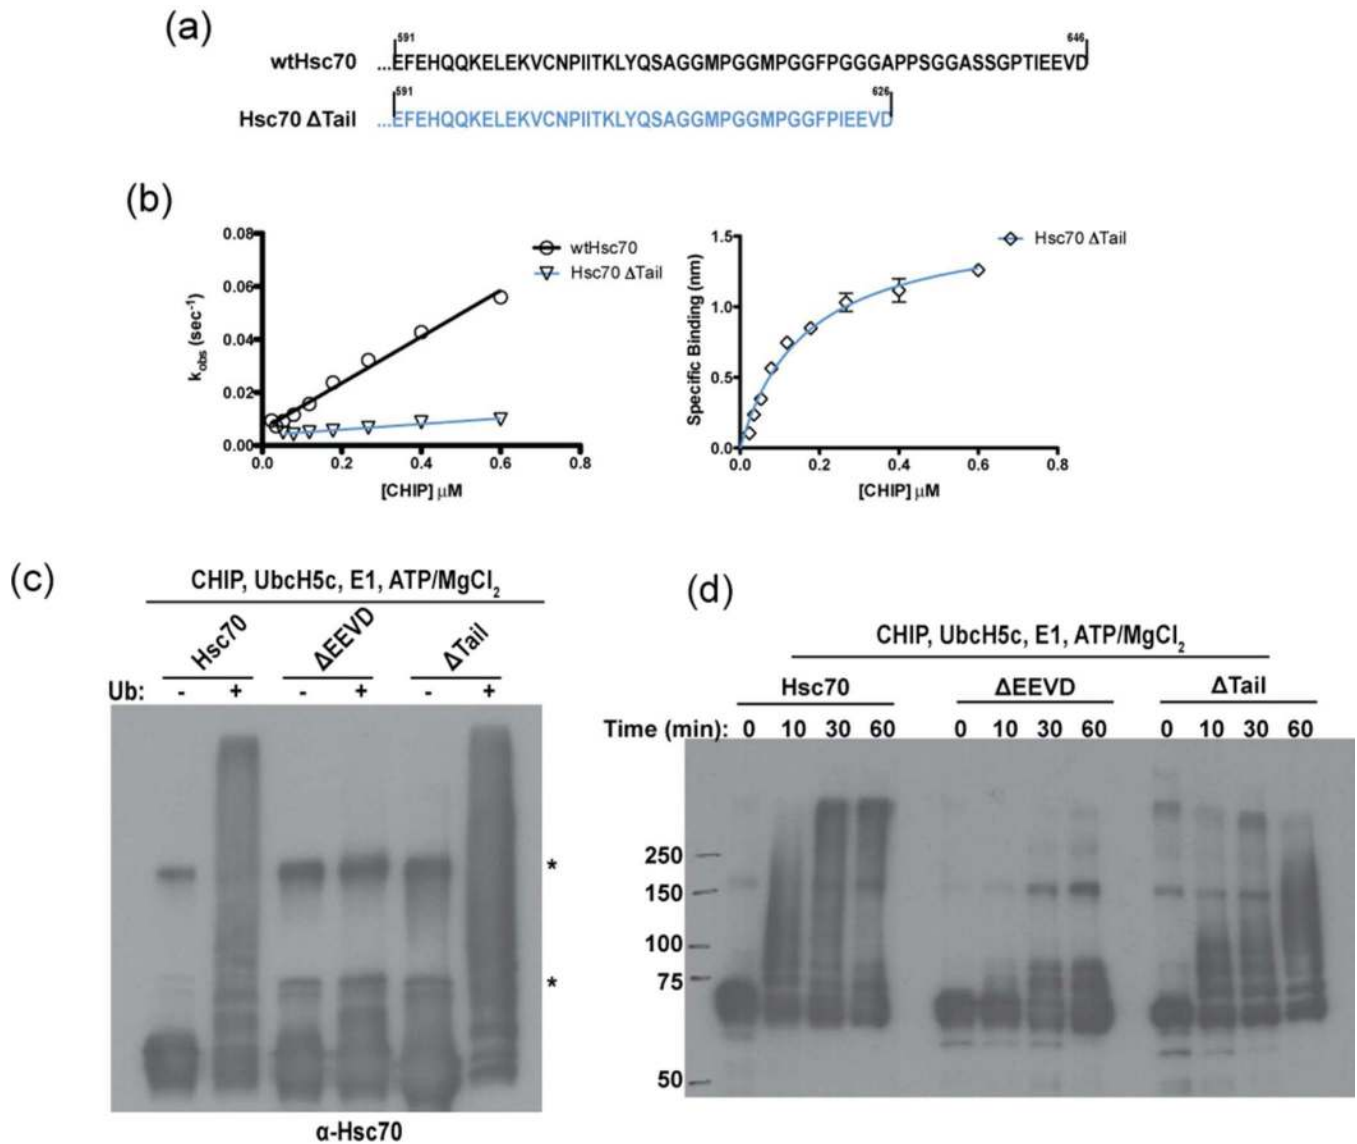 (a)
591 646
wtHsc70 ...EFEHQQKELEKVCNPIITKLYQSAGGMPGGMPGGFPGGGAPPSGGASSGPTIEEVD
591 626
Hsc70 ΔTail ...EFEHQQKELEKVCNPIITKLYQSAGGMPGGMPGGFPIEEVD
(b)
0.08
0.06
0.04
0.02
0.00
0.0 0.2 0.4 0.6 0.8
kobs (sec-1)
[CHIP] μM
wtHsc70
Hsc70 ΔTail
1.5
1.0
0.5
0.0
0.0 0.2 0.4 0.6 0.8
Specific Binding (nm)
[CHIP] μM
Hsc70 ΔTail
(c)
CHIP, UbcH5c, E1, ATP/MgCl2
Hsc70 ΔEEVD ΔTail
Ub: - + - + - +
*
*
α-Hsc70
(d)
CHIP, UbcH5c, E1, ATP/MgCl2
Hsc70 ΔEEVD ΔTail
Time (min): 0 10 30 60 0 10 30 60 0 10 30 60
250
150
100
75
50